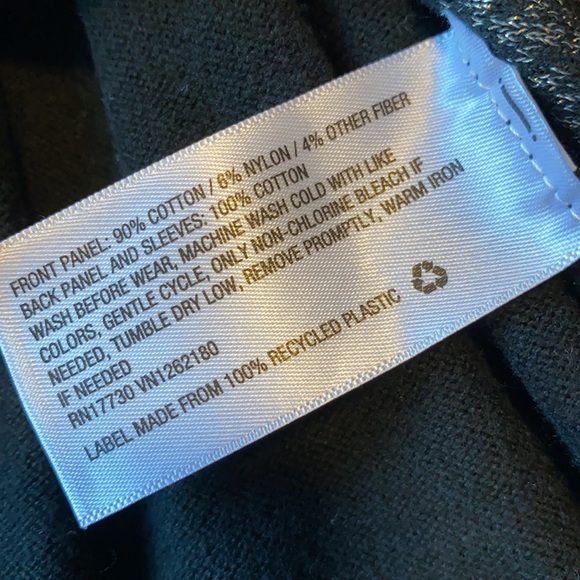 FRONT PANEL: 90% COTTON / 6% NYLON / 4% OTHER FIBER
BACK PANEL AND SLEEVES: 100% COTTON
WASH BEFORE WEAR, MACHINE WASH COLD WITH LIKE
COLORS, GENTLE CYCLE, ONLY NON-CHLORINE BLEACH IF
NEEDED, TUMBLE DRY LOW, REMOVE PROMPTLY, WARM IRON
IF NEEDED
RN17730 VN1262180
LABEL MADE FROM 100% RECYCLED PLASTIC